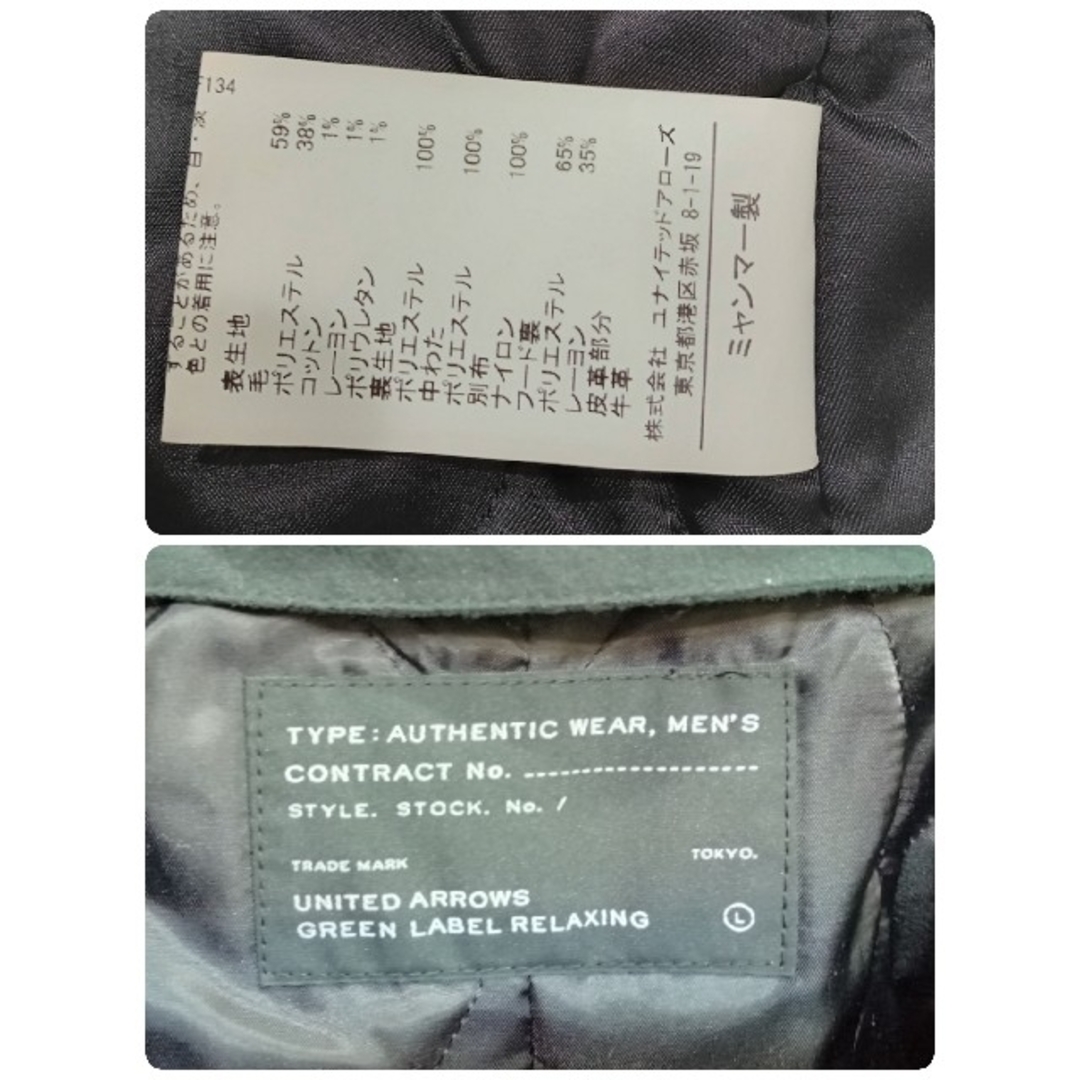 134
することがあるため、白・淡
色との着用に注意。
表生地
毛 59%
ポリエステル 38%
コットン 1%
レーヨン 1%
ポリウレタン 1%
裏生地
ポリエステル 100%
中わた
ポリエステル 100%
別布
ナイロン 100%
フード裏
ポリエステル 65%
レーヨン 35%
皮革部分
牛革
株式会社 ユナイテッドアローズ
東京都港区赤坂 8-1-19
ミャンマー製
TYPE: AUTHENTIC WEAR, MEN'S
CONTRACT No. --------------------
STYLE. STOCK. No. /
TRADE MARK TOKYO.
UNITED ARROWS
GREEN LABEL RELAXING L